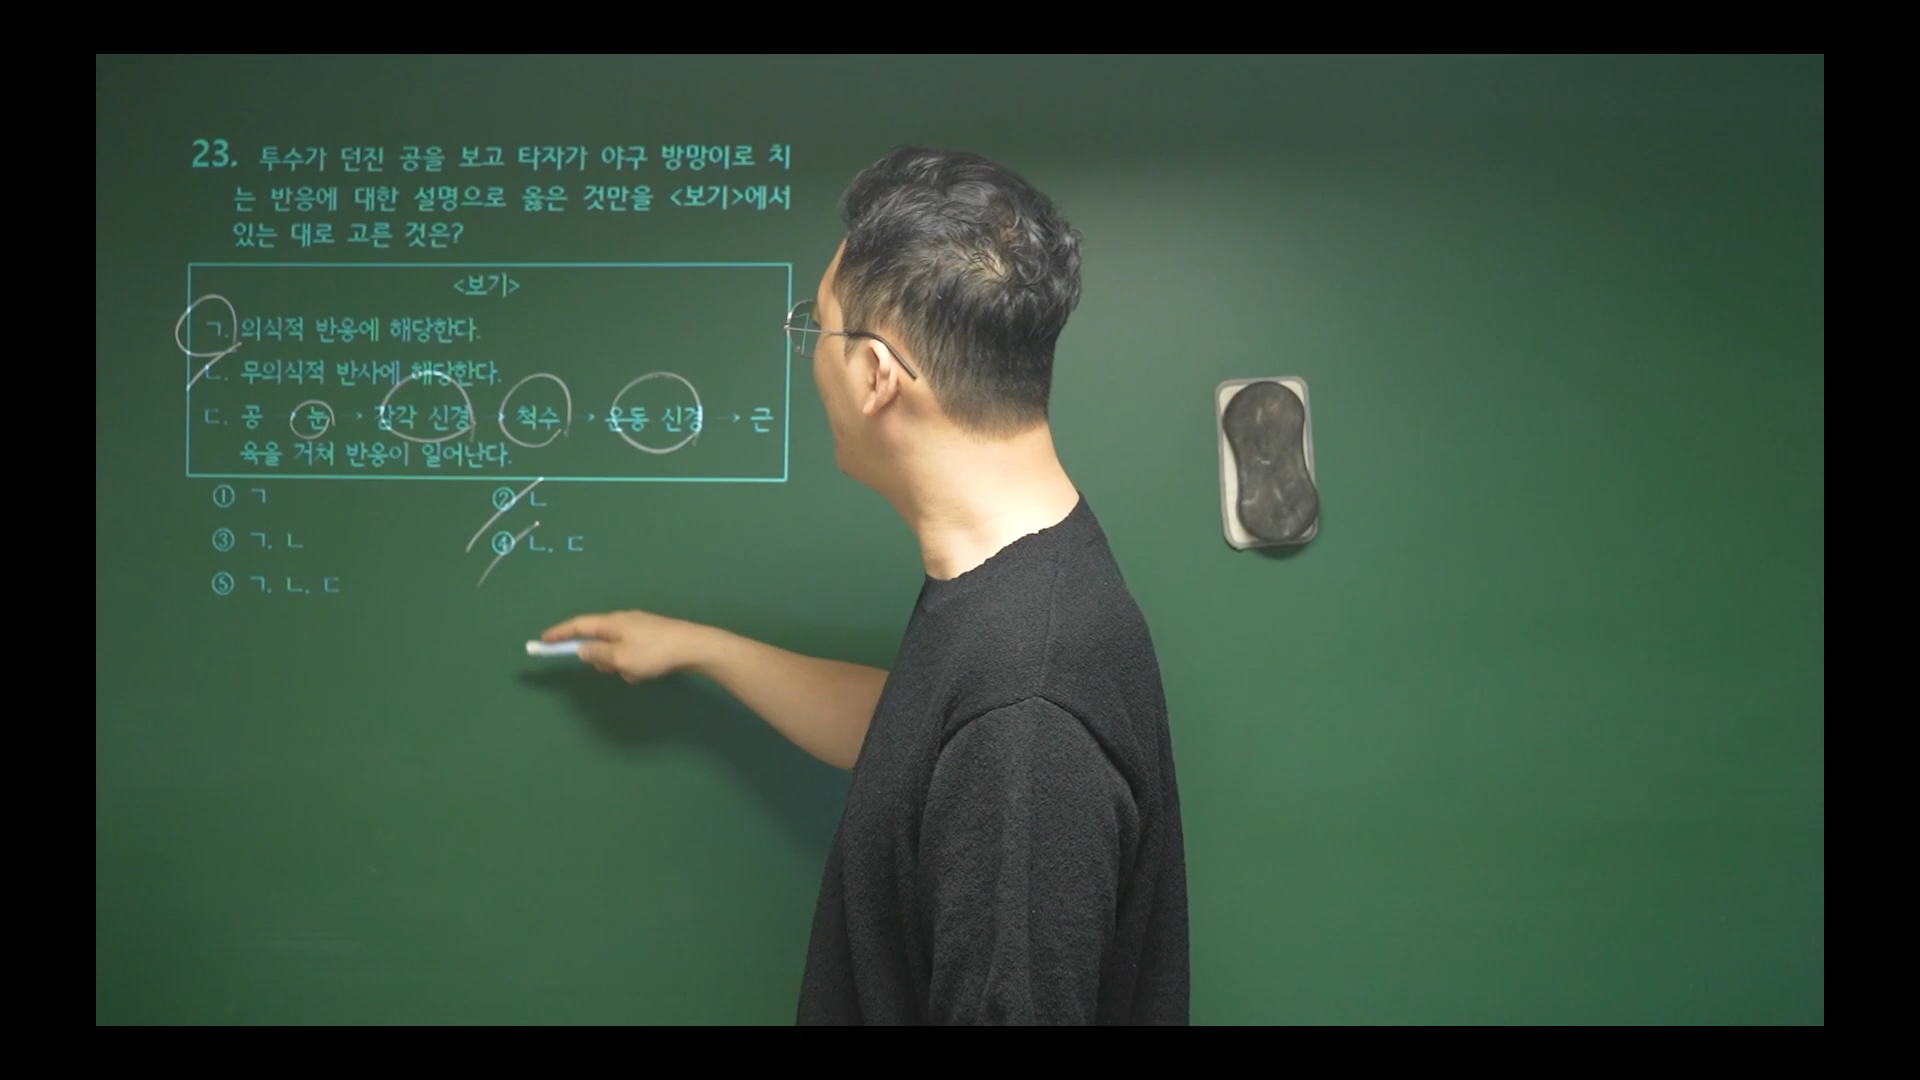 23. 투수가 던진 공을 보고 타자가 야구 방망이로 치
는 반응에 대한 설명으로 옳은 것만을 <보기>에서
있는 대로 고른 것은?
<보기>
ㄱ. 의식적 반응에 해당한다.
ㄴ. 무의식적 반사에 해당한다.
ㄷ. 공 → 눈 → 감각 신경 → 척수 → 운동 신경 → 근
육을 거쳐 반응이 일어난다.
① ㄱ ② ㄴ
③ ㄱ, ㄴ ④ ㄴ, ㄷ
⑤ ㄱ, ㄴ, ㄷ